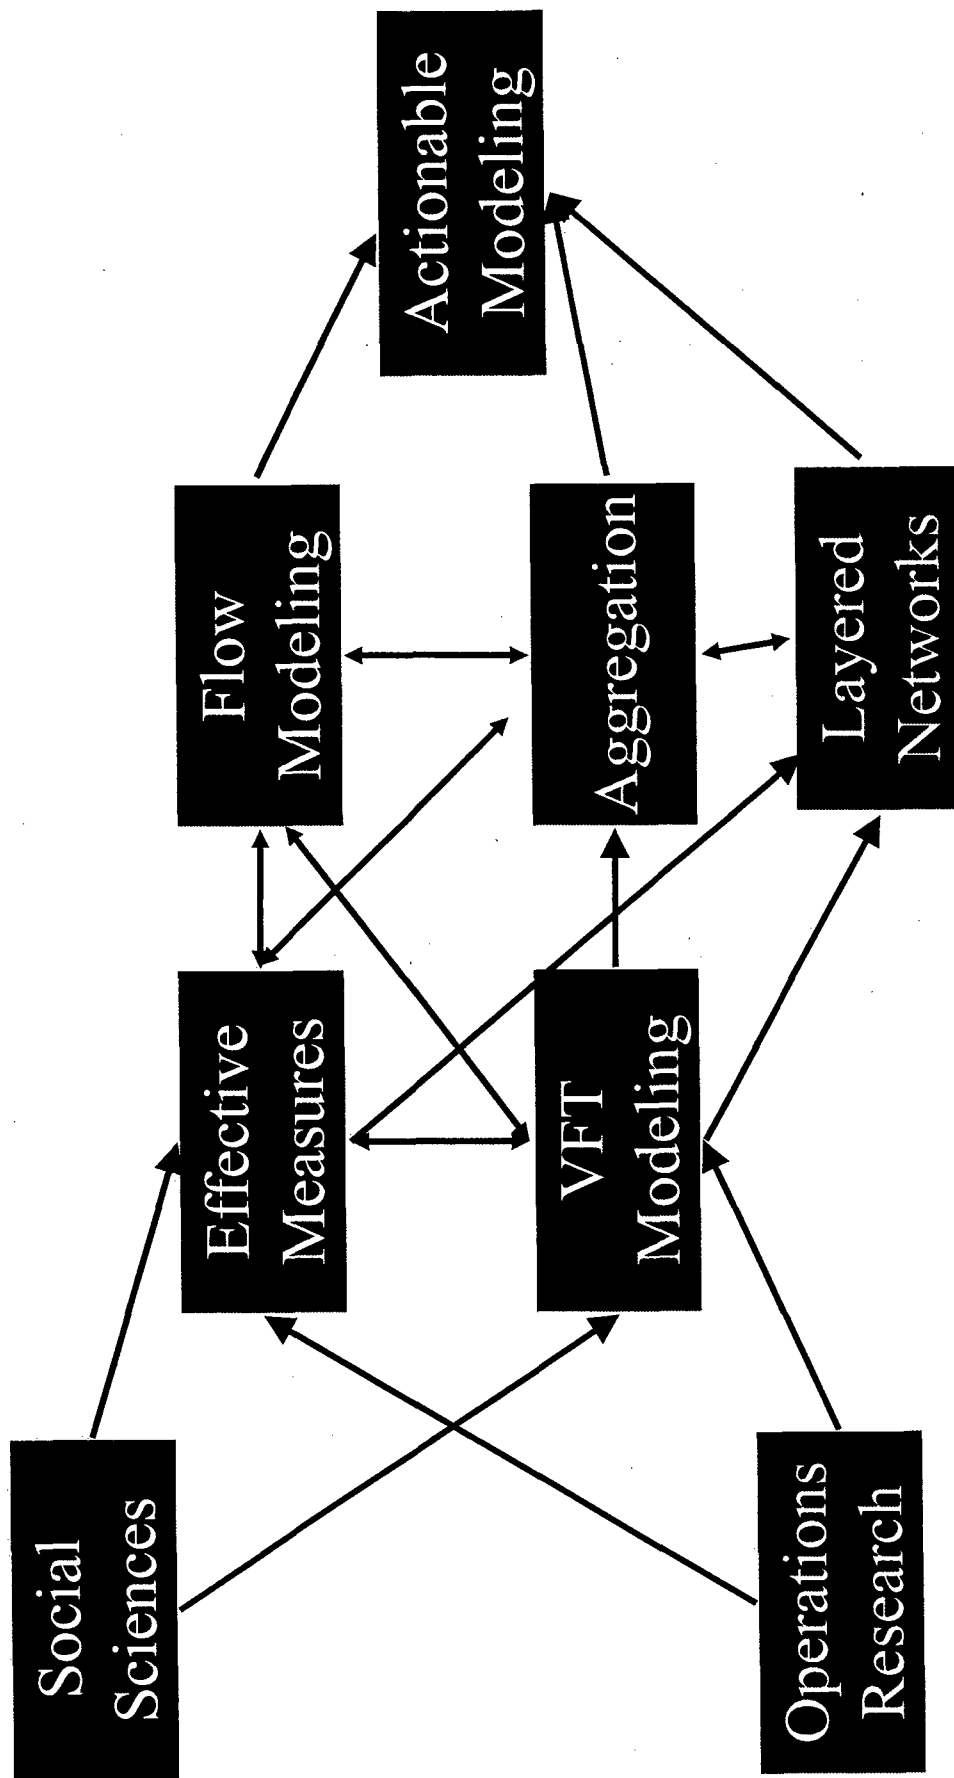 Social
Sciences
Operations
Research
Effective
Measures
VFT
Modeling
Flow
Modeling
Aggregation
Layered
Networks
Actionable
Modeling